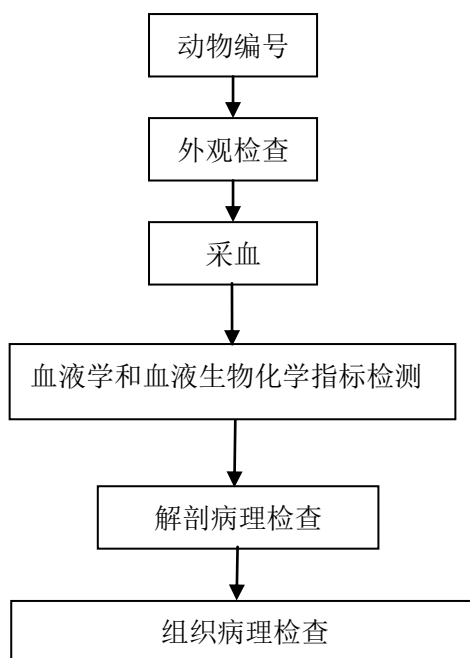 动物编号
外观检查
采血
血液学和血液生物化学指标检测
解剖病理检查
组织病理检查